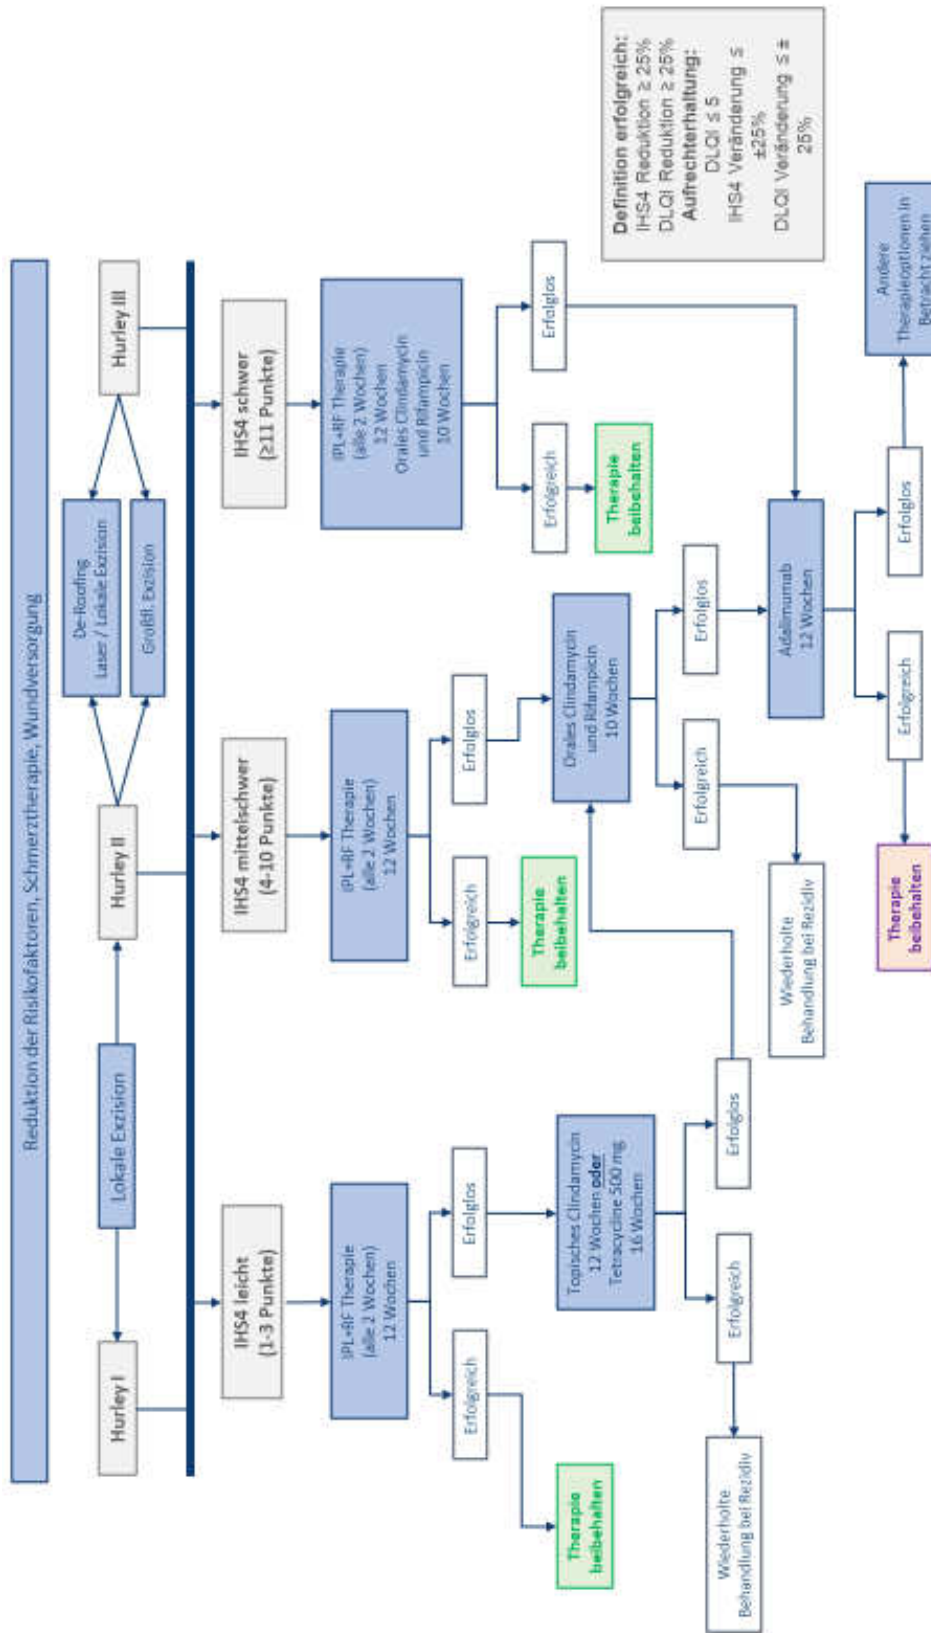 Reduktion der Risikofaktoren, Schmerztherapie, Wundversorgung
Hurley I
Lokale Exzision
Hurley II
De-Roofing
Laser / Lokale Exzision
Großfl. Exzision
Hurley III
IHS4 leicht
(1-3 Punkte)
IHS4 mittelschwer
(4-10 Punkte)
IHS4 schwer
(≥11 Punkte)
IPL+RF Therapie
(alle 2 Wochen)
12 Wochen
IPL+RF Therapie
(alle 2 Wochen)
12 Wochen
IPL+RF Therapie
(alle 2 Wochen)
12 Wochen
Orales Clindamycin
und Rifampicin
10 Wochen
Erfolgreich
Erfolglos
Erfolgreich
Erfolglos
Erfolgreich
Erfolglos
Therapie
beibehalten
Topisches Clindamycin
12 Wochen oder
Tetracycline 500 mg
16 Wochen
Therapie
beibehalten
Orales Clindamycin
und Rifampicin
10 Wochen
Therapie
beibehalten
Definition erfolgreich:
IHS4 Reduktion ≥ 25%
DLQI Reduktion ≥ 25%
Aufrechterhaltung:
DLQI ≤ 5
IHS4 Veränderung ≤
±25%
DLQI Veränderung ≤ ±
25%
Erfolgreich
Erfolglos
Erfolgreich
Erfolglos
Wiederholte
Behandlung bei Rezidiv
Wiederholte
Behandlung bei Rezidiv
Adalimumab
12 Wochen
Erfolgreich
Erfolglos
Therapie
beibehalten
Andere
Therapieoptionen in
Betracht ziehen